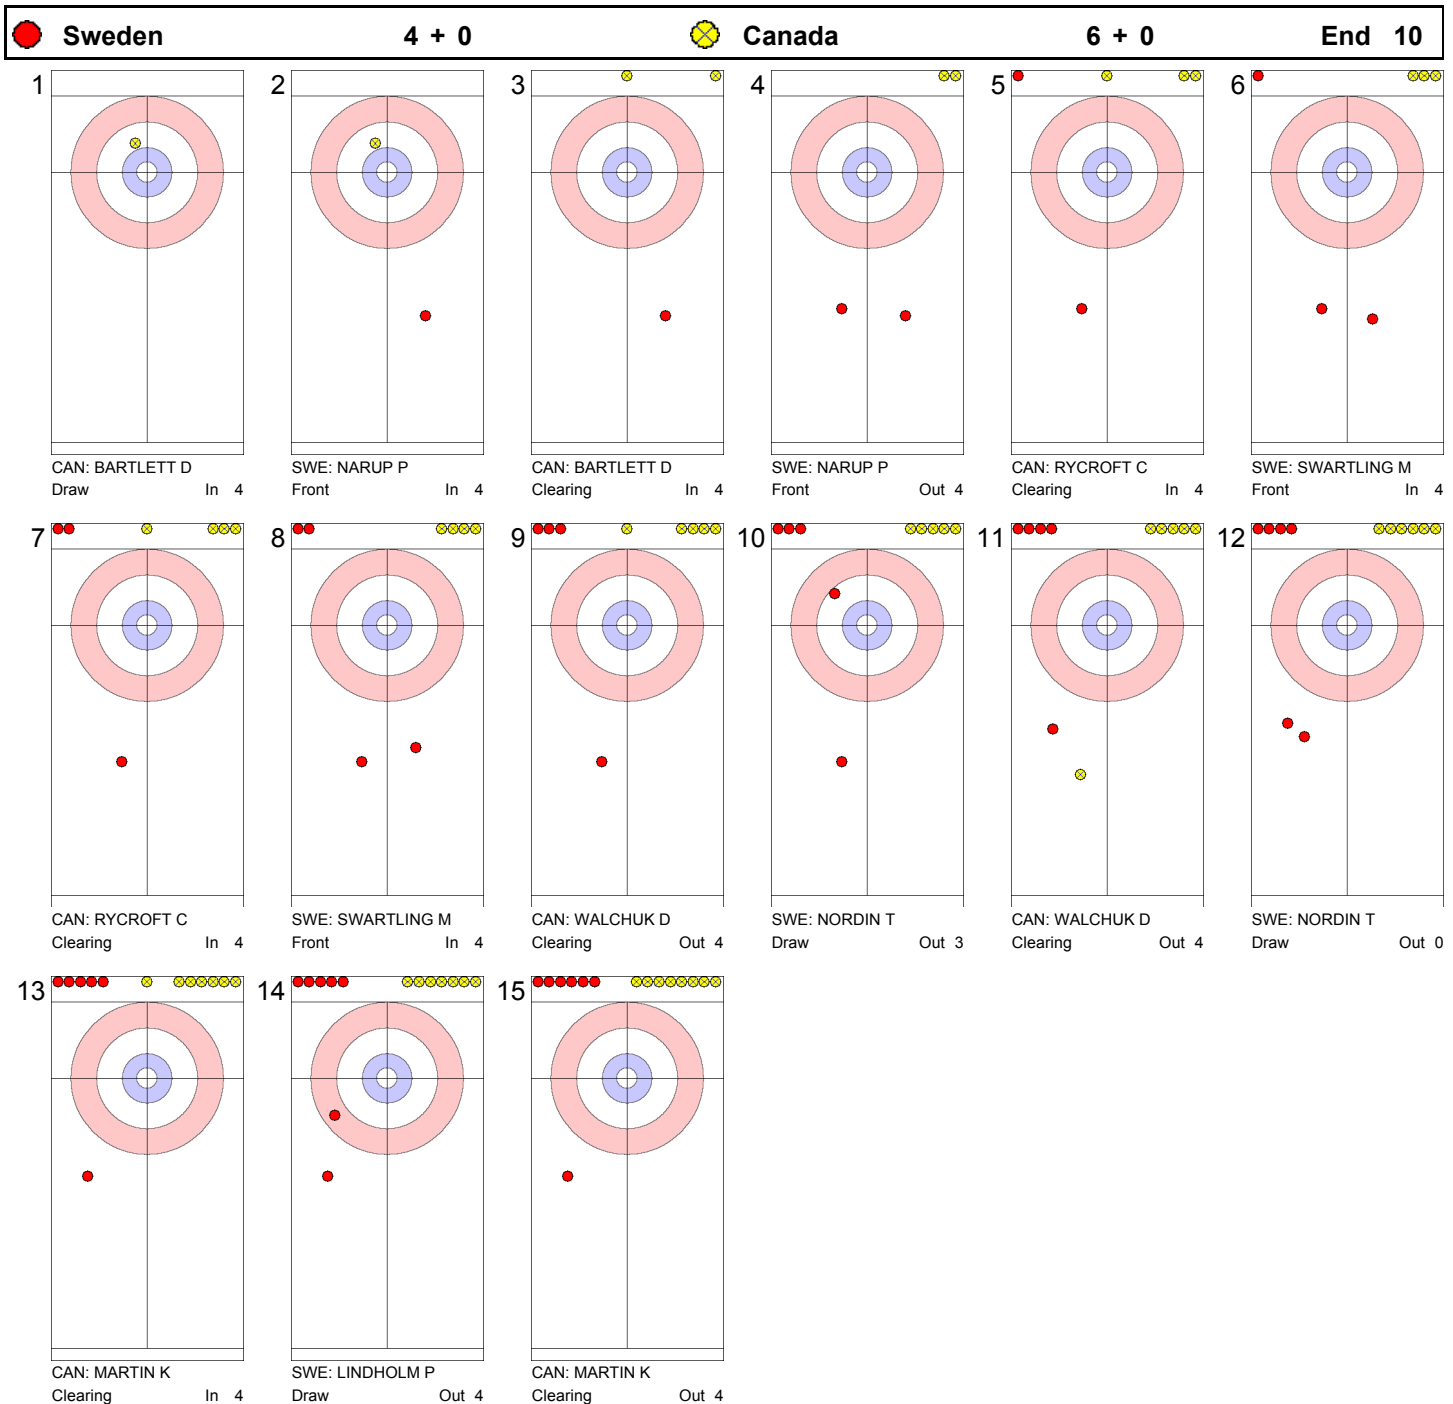 Sweden 4 + 0 Canada 6 + 0 End 10
1 2 3 4 5 6
CAN: BARTLETT D SWE: NARUP P CAN: BARTLETT D SWE: NARUP P CAN: RYCROFT C SWE: SWARTLING M
Draw In 4 Front In 4 Clearing In 4 Front Out 4 Clearing In 4 Front In 4
7 8 9 10 11 12
CAN: RYCROFT C SWE: SWARTLING M CAN: WALCHUK D SWE: NORDIN T CAN: WALCHUK D SWE: NORDIN T
Clearing In 4 Front In 4 Clearing Out 4 Draw Out 3 Clearing Out 4 Draw Out 0
13 14 15
CAN: MARTIN K SWE: LINDHOLM P CAN: MARTIN K
Clearing In 4 Draw Out 4 Clearing Out 4